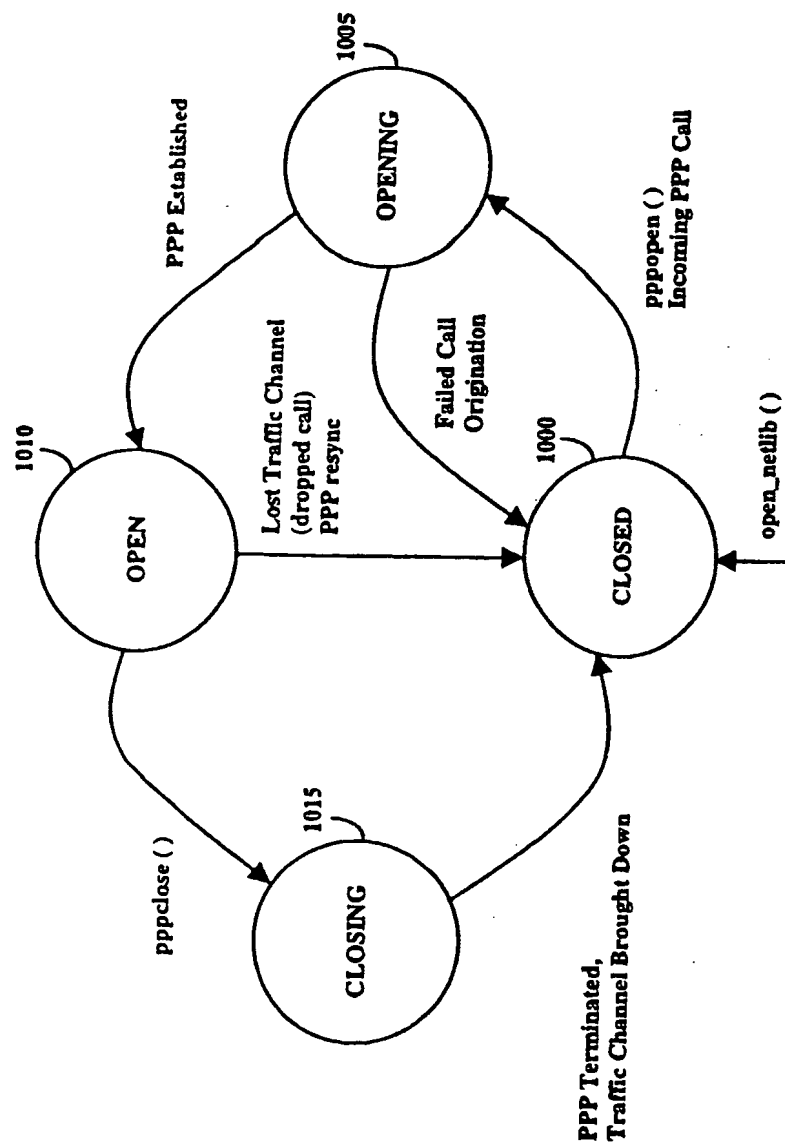 1010
OPEN
PPP Established
1005
OPENING
Lost Traffic Channel
(dropped call)
PPP resync
Failed Call
Origination
pppopen ( )
Incoming PPP Call
1000
CLOSED
open_netlib ( )
pppclose ( )
1015
CLOSING
PPP Terminated,
Traffic Channel Brought Down